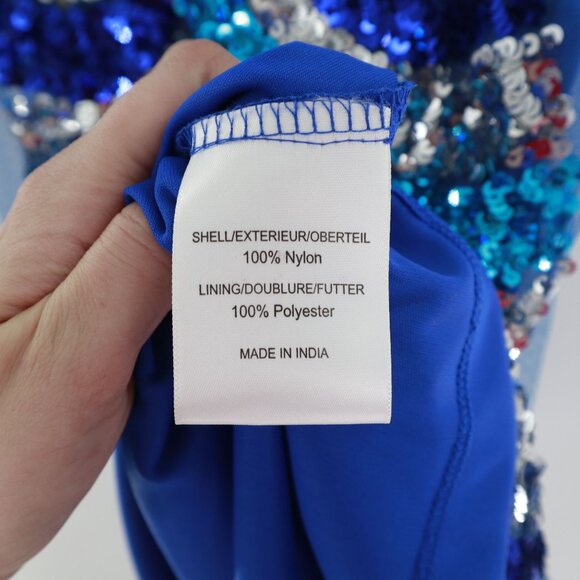 SHELL/EXTERIEUR/OBERTEIL
100% Nylon
LINING/DOUBLURE/FUTTER
100% Polyester
MADE IN INDIA